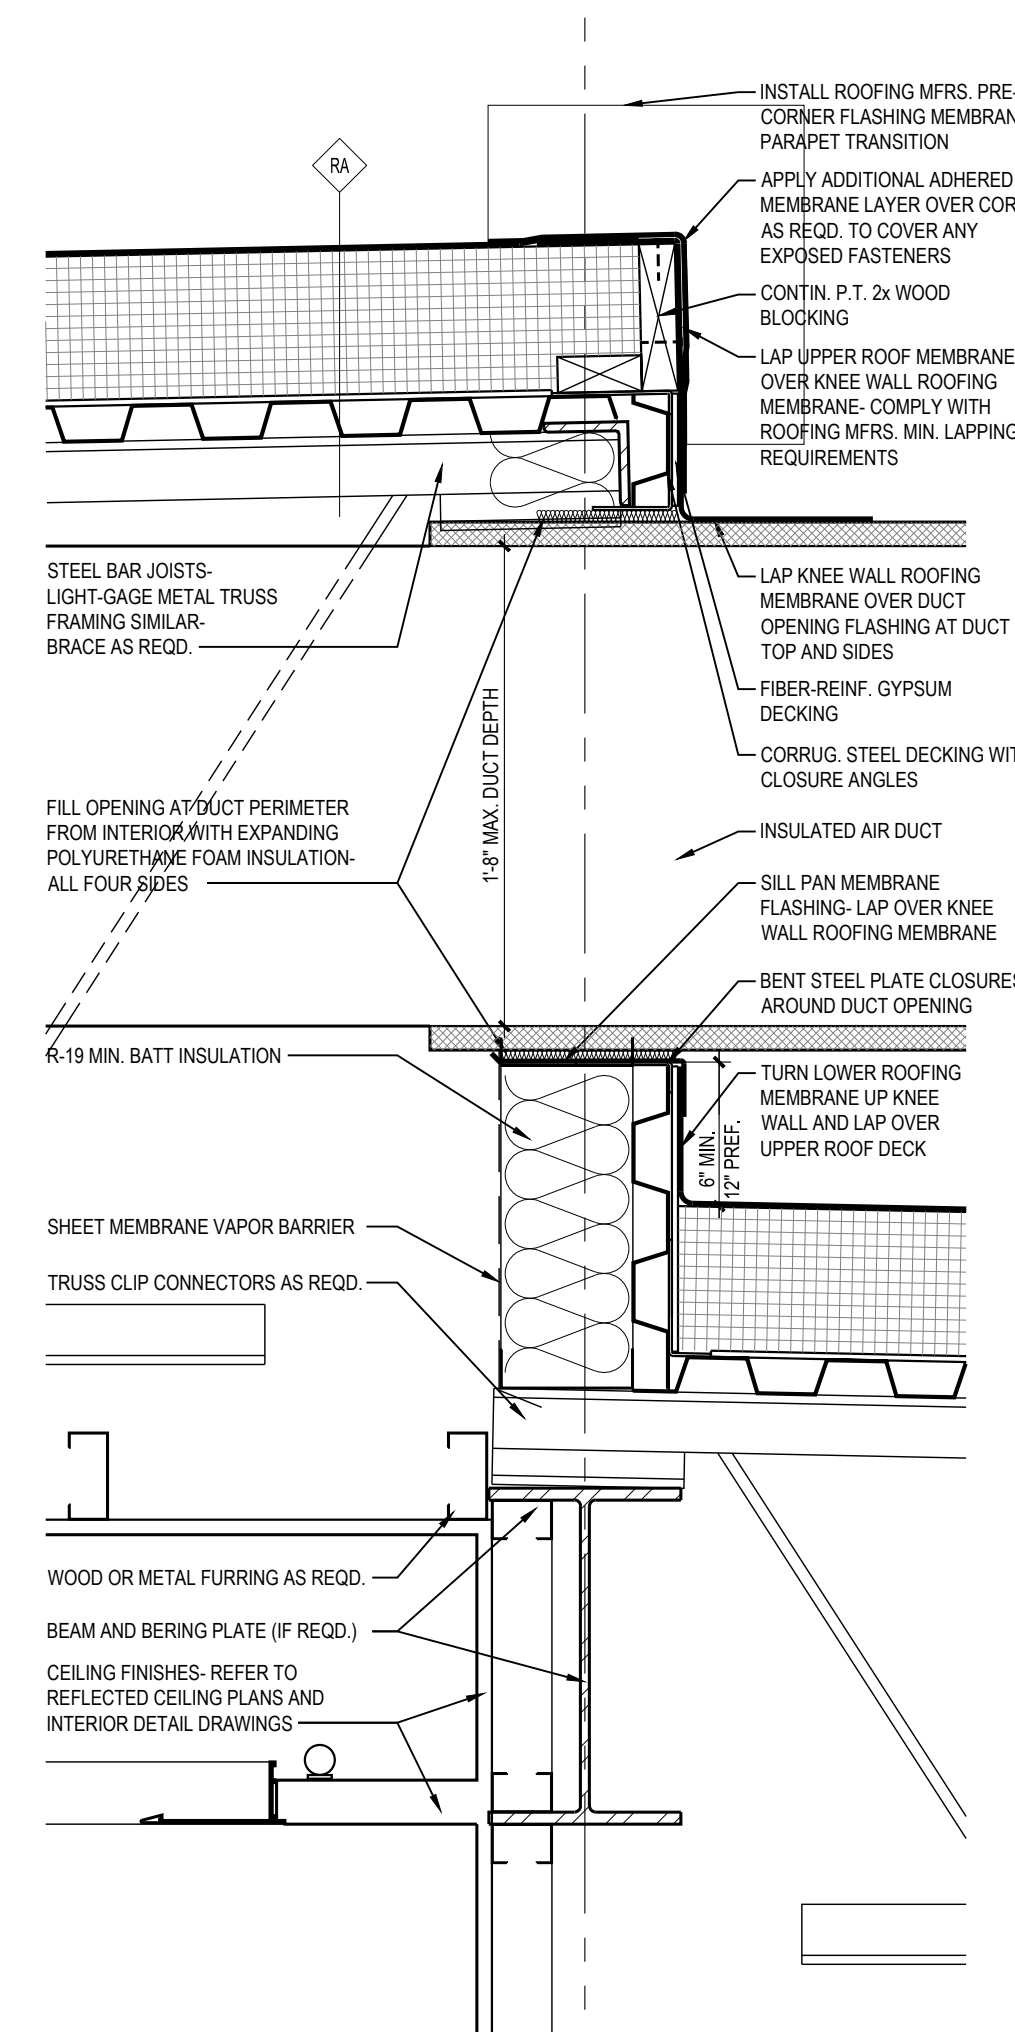 INSTALL ROOFING MFRS. PRE-
CORNER FLASHING MEMBRAN
PARAPET TRANSITION
RA
APPLY ADDITIONAL ADHERED
MEMBRANE LAYER OVER COR
AS REQD. TO COVER ANY
EXPOSED FASTENERS
CONTIN. P.T. 2x WOOD
BLOCKING
LAP UPPER ROOF MEMBRANE
OVER KNEE WALL ROOFING
MEMBRANE- COMPLY WITH
ROOFING MFRS. MIN. LAPPING
REQUIREMENTS
STEEL BAR JOISTS-
LIGHT-GAGE METAL TRUSS
FRAMING SIMILAR-
BRACE AS REQD.
LAP KNEE WALL ROOFING
MEMBRANE OVER DUCT
OPENING FLASHING AT DUCT
TOP AND SIDES
FIBER-REINF. GYPSUM
DECKING
CORRUG. STEEL DECKING WIT
CLOSURE ANGLES
1'-8" MAX. DUCT DEPTH
FILL OPENING AT DUCT PERIMETER
FROM INTERIOR WITH EXPANDING
POLYURETHANE FOAM INSULATION-
ALL FOUR SIDES
INSULATED AIR DUCT
SILL PAN MEMBRANE
FLASHING- LAP OVER KNEE
WALL ROOFING MEMBRANE
BENT STEEL PLATE CLOSURES
AROUND DUCT OPENING
R-19 MIN. BATT INSULATION
TURN LOWER ROOFING
MEMBRANE UP KNEE
WALL AND LAP OVER
UPPER ROOF DECK
6" MIN.
12" PREF.
SHEET MEMBRANE VAPOR BARRIER
TRUSS CLIP CONNECTORS AS REQD.
WOOD OR METAL FURRING AS REQD.
BEAM AND BERING PLATE (IF REQD.)
CEILING FINISHES- REFER TO
REFLECTED CEILING PLANS AND
INTERIOR DETAIL DRAWINGS